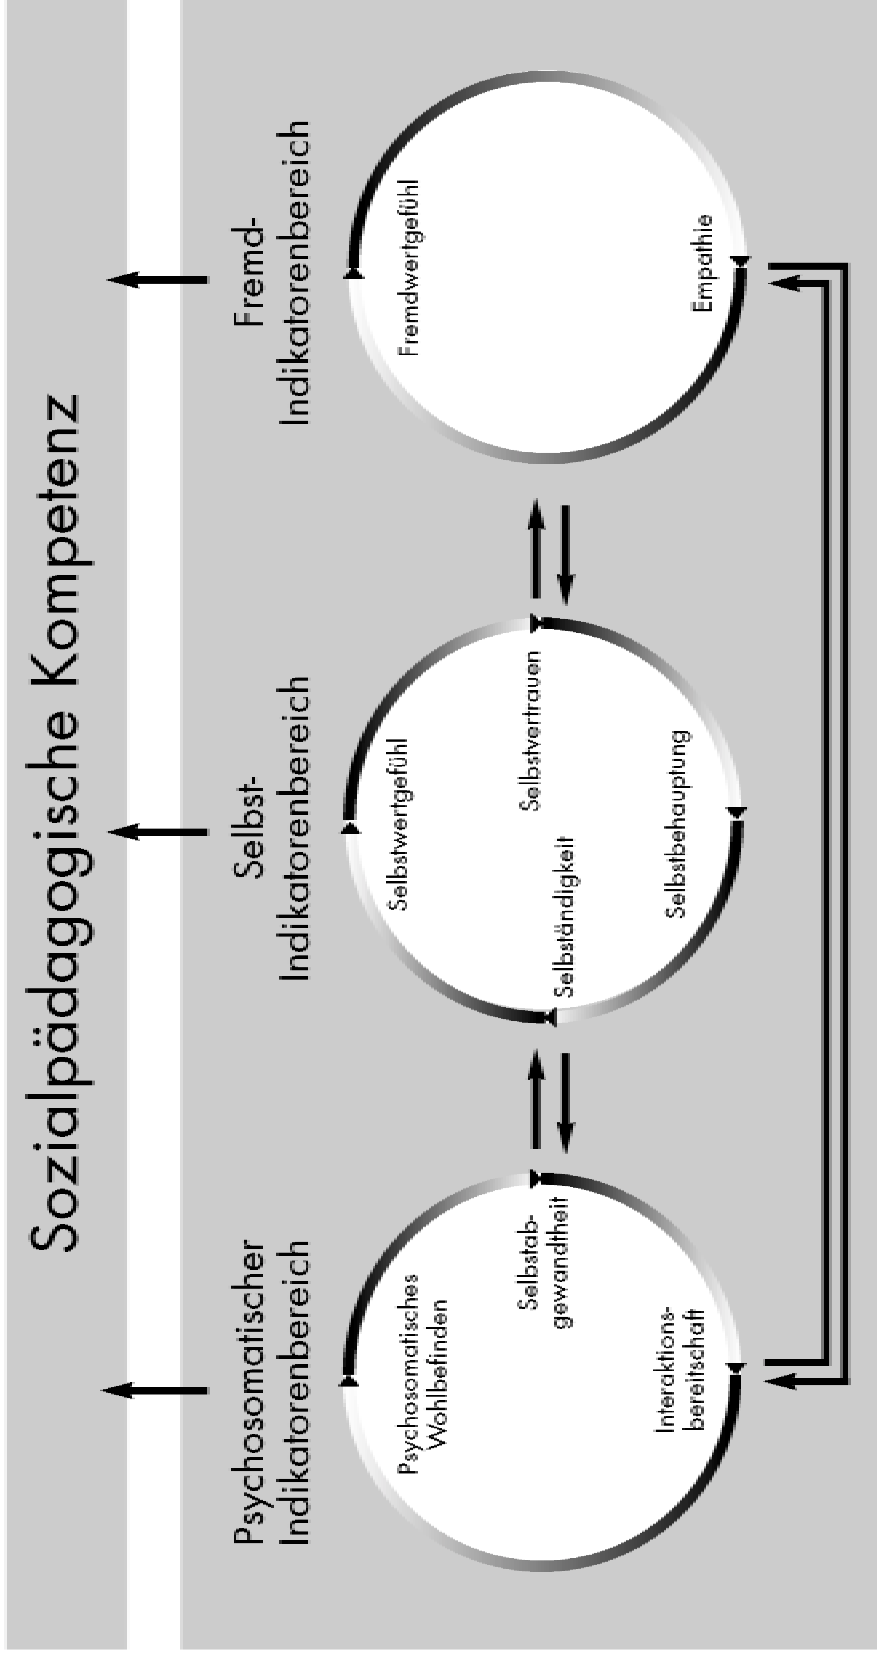 Sozialpädagogische Kompetenz
Psychosomatischer
Indikatorenbereich
Selbst-
Indikatorenbereich
Fremd-
Indikatorenbereich
Psychosomatisches
Wohlbefinden
Selbstab-
gewandtheit
Interaktions-
bereitschaft
Selbstwertgefühl
Selbstvertrauen
Selbständigkeit
Selbstbehauptung
Fremdwertgefühl
Empathie